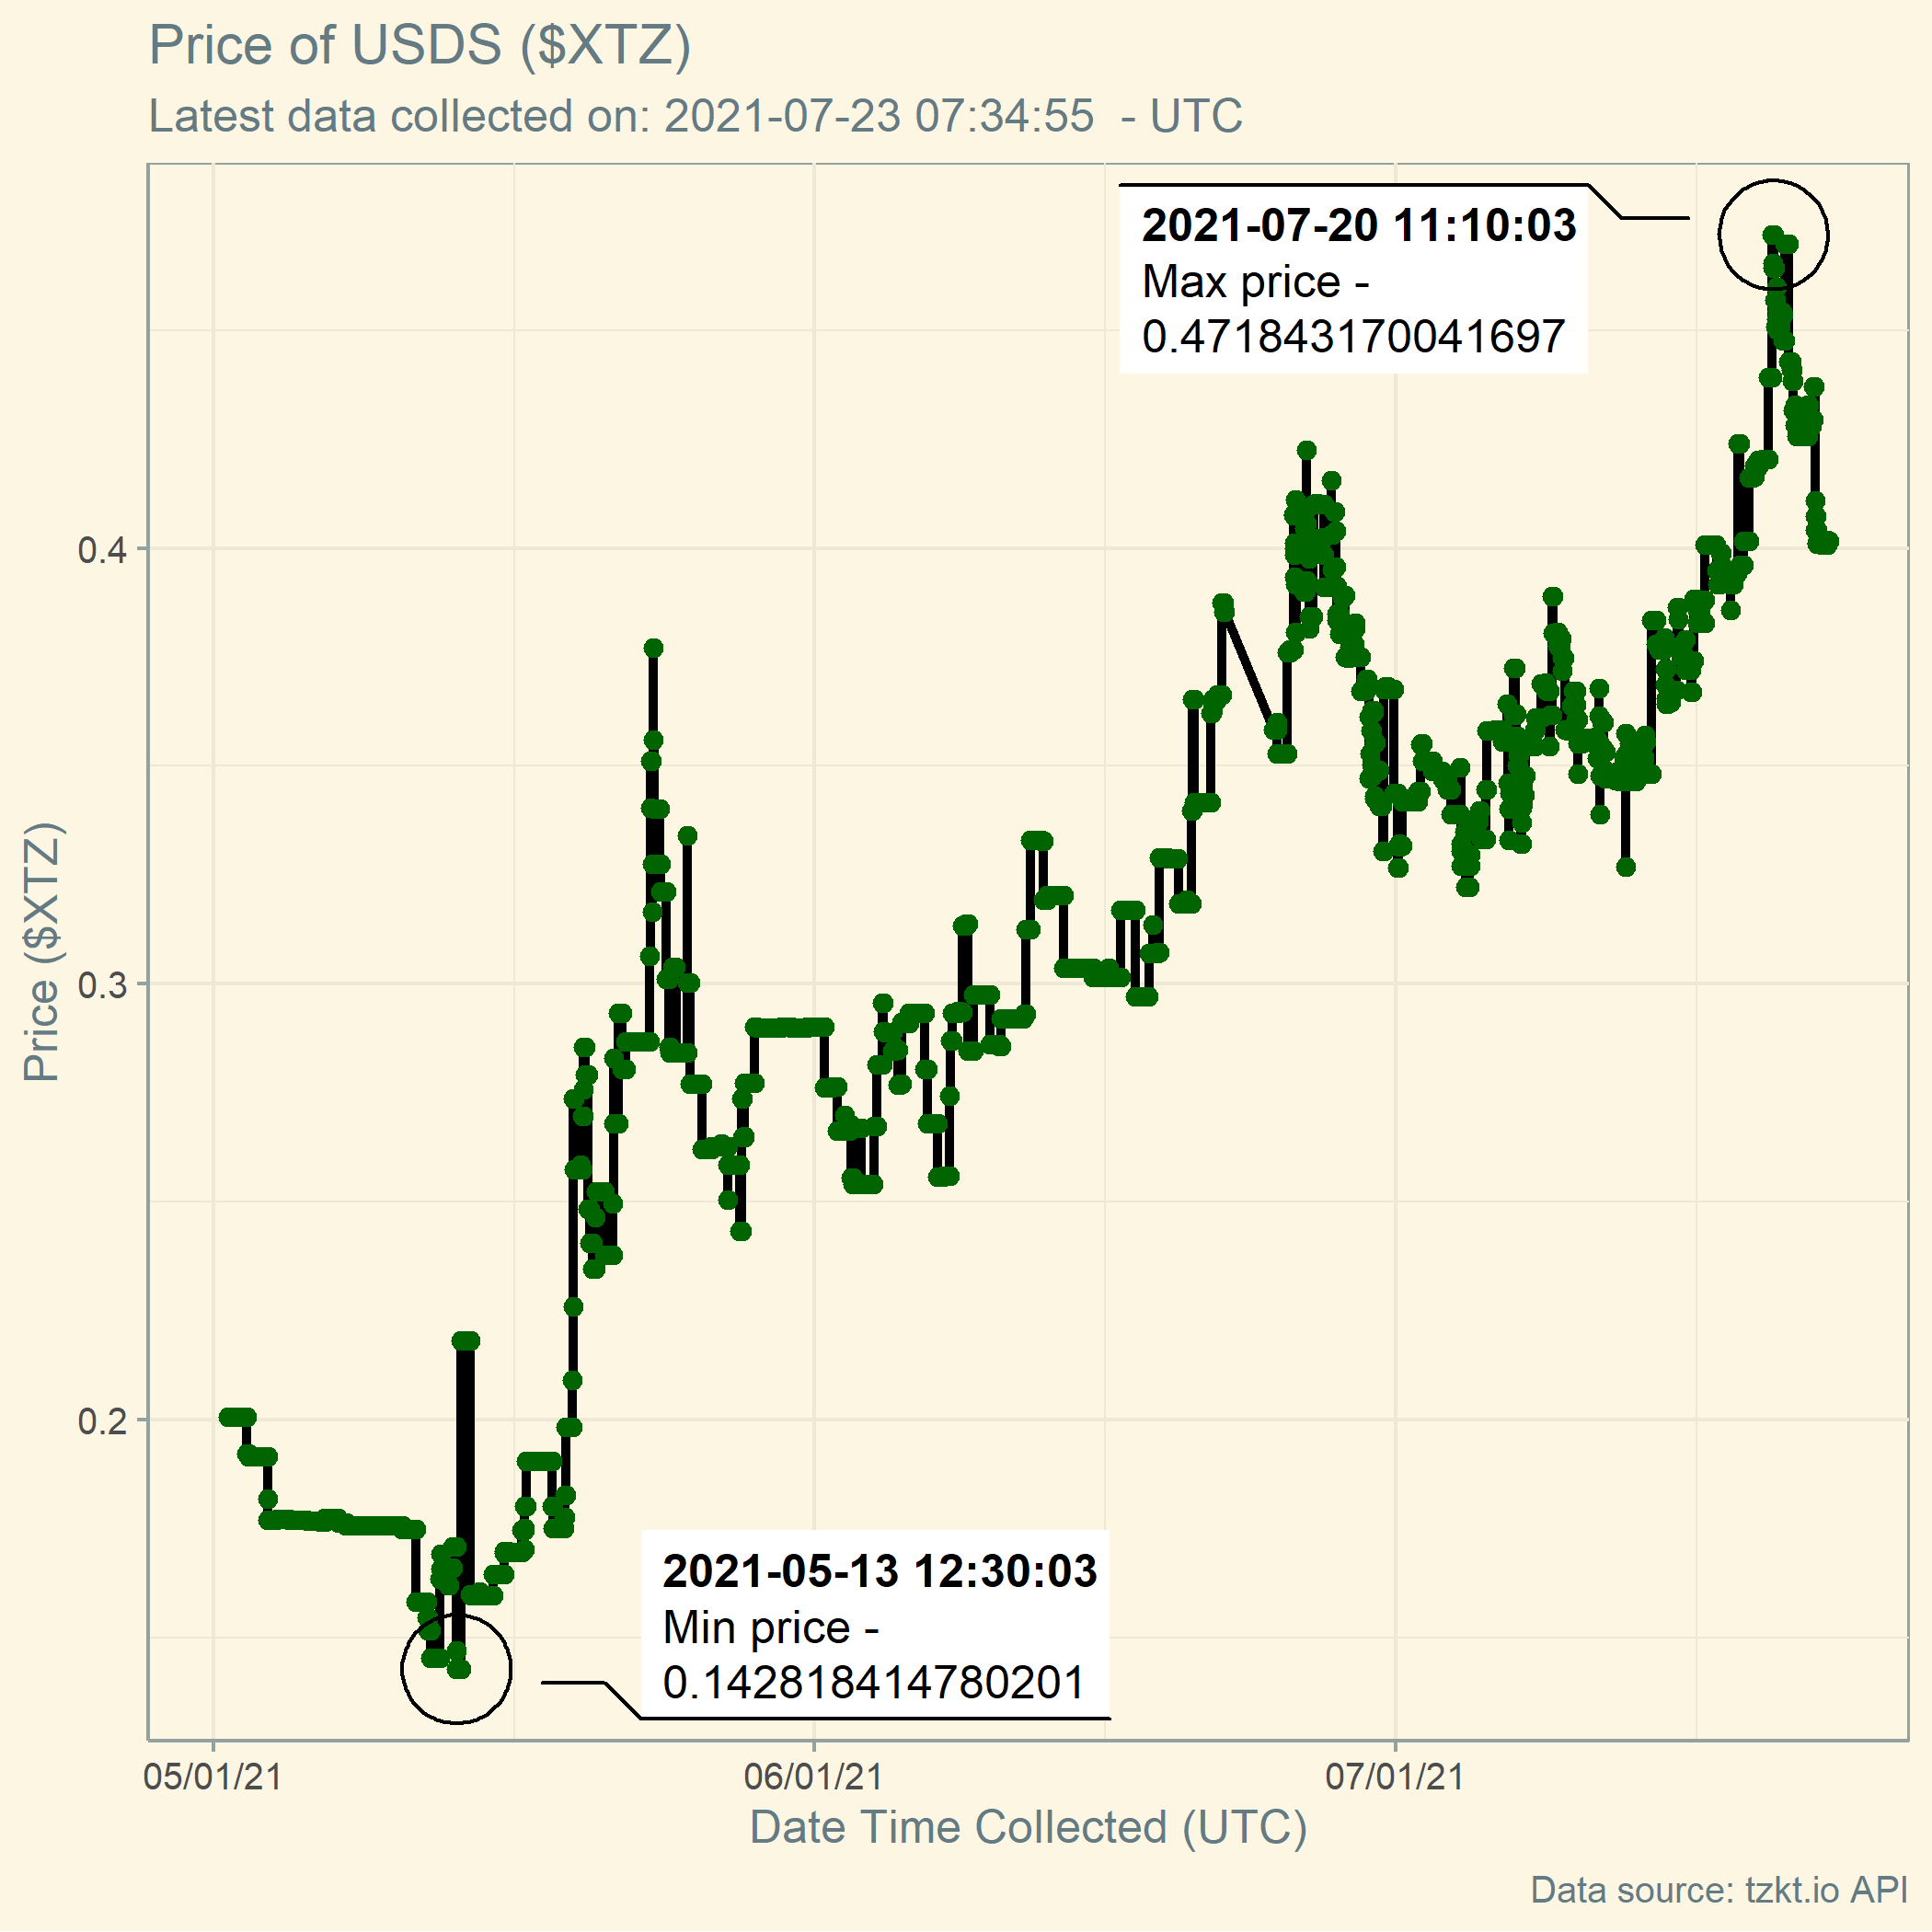 Price of USDS ($XTZ)
Latest data collected on: 2021-07-23 07:34:55  - UTC
2021-07-20 11:10:03
Max price -
0.471843170041697
0.4
0.3
0.2
Price ($XTZ)
2021-05-13 12:30:03
Min price -
0.142818414780201
05/01/21
06/01/21
07/01/21
Date Time Collected (UTC)
Data source: tzkt.io API